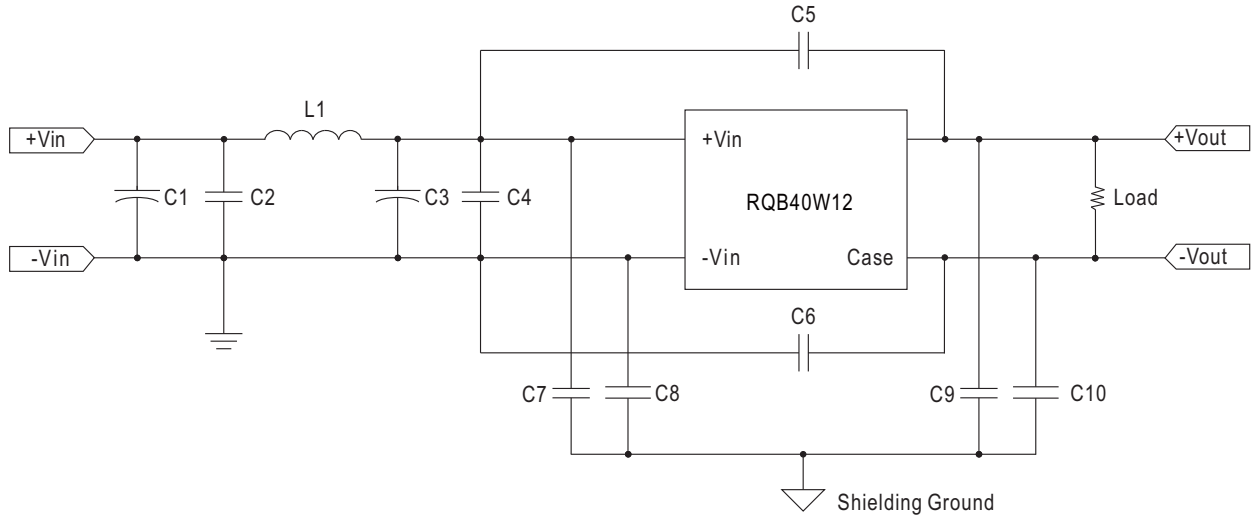 C5
L1
+Vin
+Vin
+Vout
C1
C2
C3
C4
RQB40W12
Load
-Vin
-Vin
Case
-Vout
C6
C7
C8
C9
C10
Shielding Ground